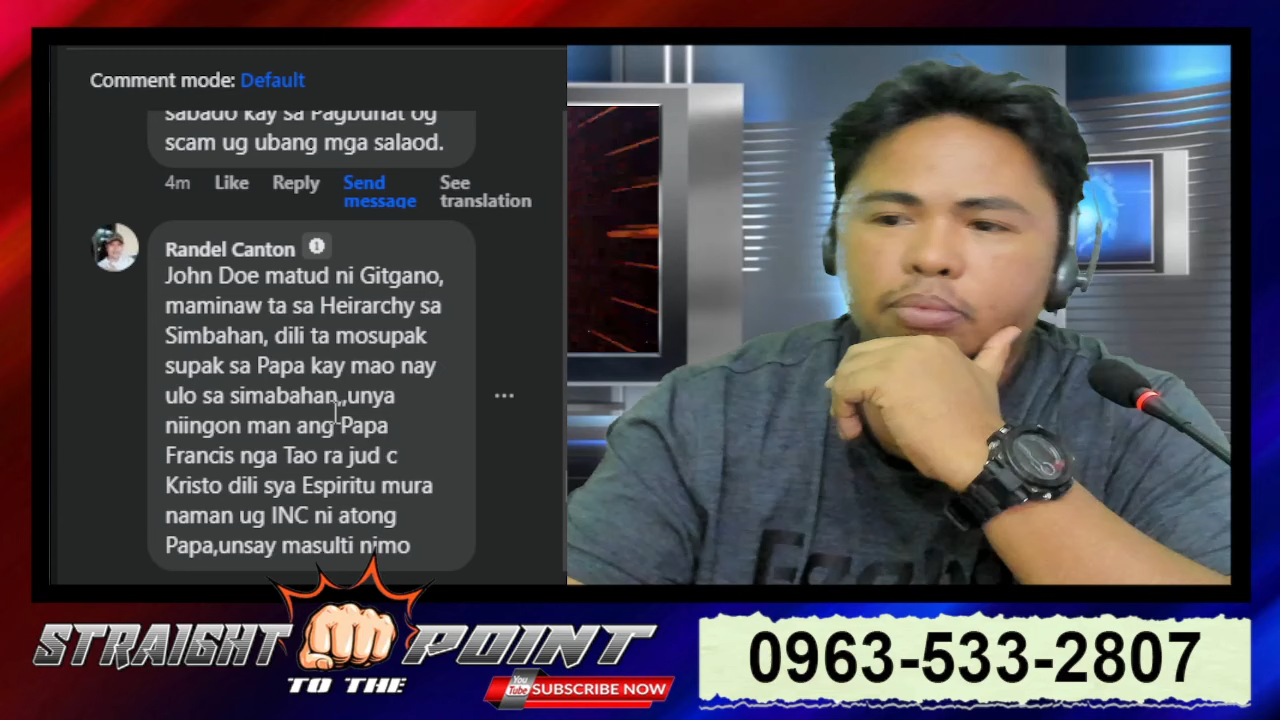 Comment mode: Default
sabado kay sa Pagbuhat og
scam ug ubang mga salaod.
4m Like Reply Send message See translation
Randel Canton
John Doe matud ni Gitgano,
maminaw ta sa Heirarchy sa
Simbahan, dili ta mosupak
supak sa Papa kay mao nay
ulo sa simabahan,,unya
niingon man ang Papa
Francis nga Tao ra jud c
Kristo dili sya Espiritu mura
naman ug INC ni atong
Papa,unsay masulti nimo
STRAIGHT TO THE POINT
You Tube SUBSCRIBE NOW
0963-533-2807